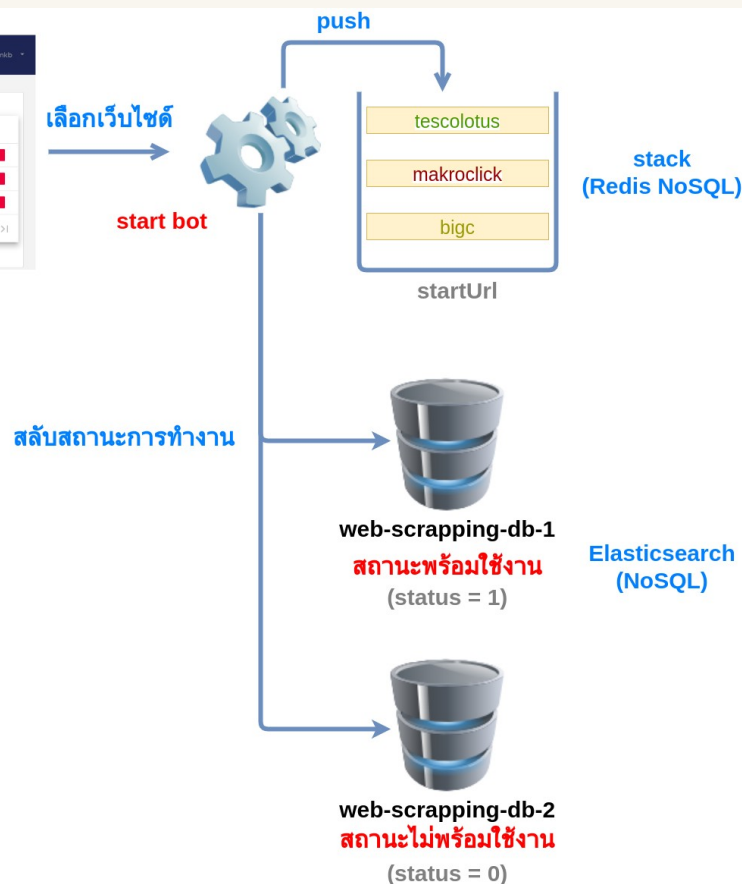 push
เลือกเว็บไซต์
start bot
tescolotus
makroclick
bigc
startUrl
stack
(Redis NoSQL)
สลับสถานะการทำงาน
web-scrapping-db-1
สถานะพร้อมใช้งาน
(status = 1)
Elasticsearch
(NoSQL)
web-scrapping-db-2
สถานะไม่พร้อมใช้งาน
(status = 0)